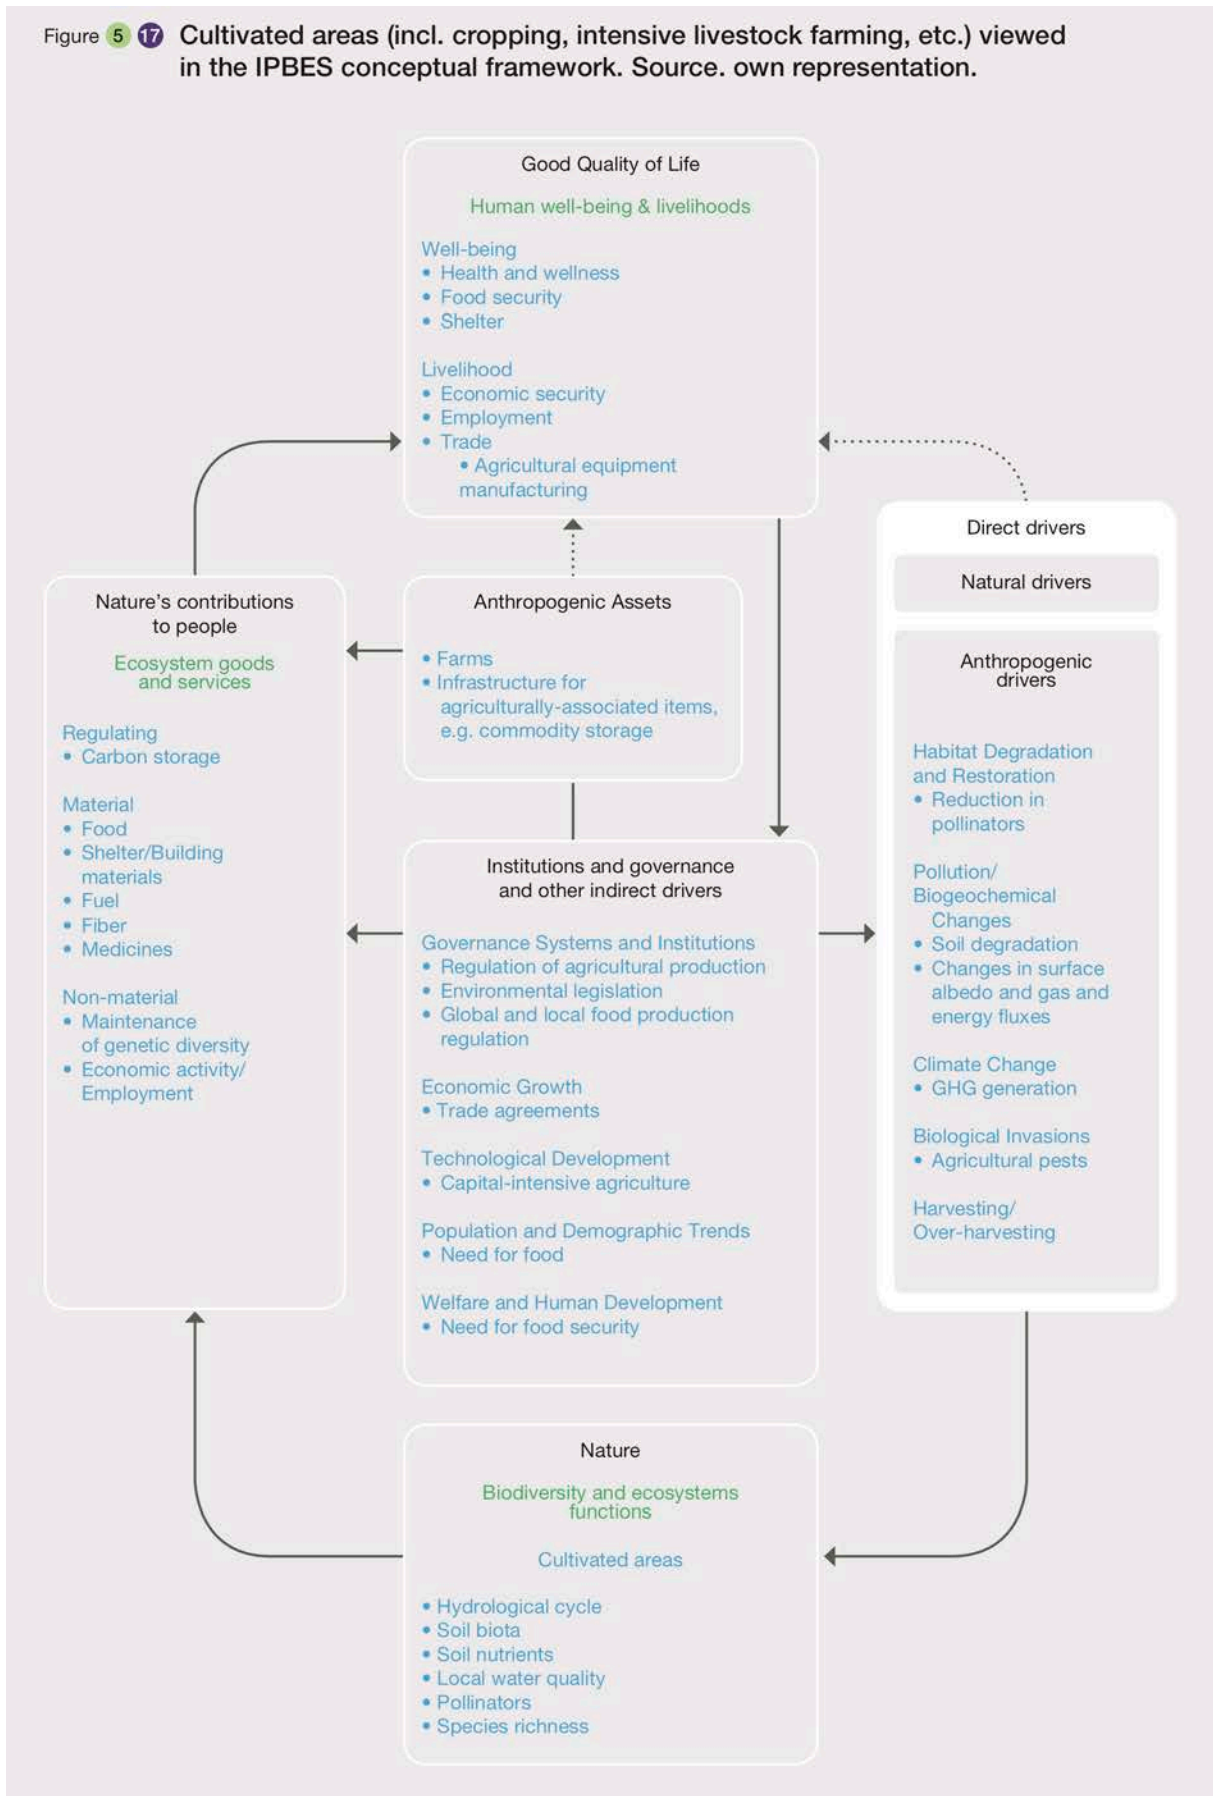 Figure 5 17 Cultivated areas (incl. cropping, intensive livestock farming, etc.) viewed
in the IPBES conceptual framework. Source. own representation.
Good Quality of Life
Human well-being & livelihoods
Well-being
• Health and wellness
• Food security
• Shelter
Livelihood
• Economic security
• Employment
• Trade
• Agricultural equipment
manufacturing
Nature's contributions
to people
Ecosystem goods
and services
Regulating
• Carbon storage
Material
• Food
• Shelter/Building
materials
• Fuel
• Fiber
• Medicines
Non-material
• Maintenance
of genetic diversity
• Economic activity/
Employment
Anthropogenic Assets
• Farms
• Infrastructure for
agriculturally-associated items,
e.g. commodity storage
Institutions and governance
and other indirect drivers
Governance Systems and Institutions
• Regulation of agricultural production
• Environmental legislation
• Global and local food production
regulation
Economic Growth
• Trade agreements
Technological Development
• Capital-intensive agriculture
Population and Demographic Trends
• Need for food
Welfare and Human Development
• Need for food security
Direct drivers
Natural drivers
Anthropogenic
drivers
Habitat Degradation
and Restoration
• Reduction in
pollinators
Pollution/
Biogeochemical
Changes
• Soil degradation
• Changes in surface
albedo and gas and
energy fluxes
Climate Change
• GHG generation
Biological Invasions
• Agricultural pests
Harvesting/
Over-harvesting
Nature
Biodiversity and ecosystems
functions
Cultivated areas
• Hydrological cycle
• Soil biota
• Soil nutrients
• Local water quality
• Pollinators
• Species richness